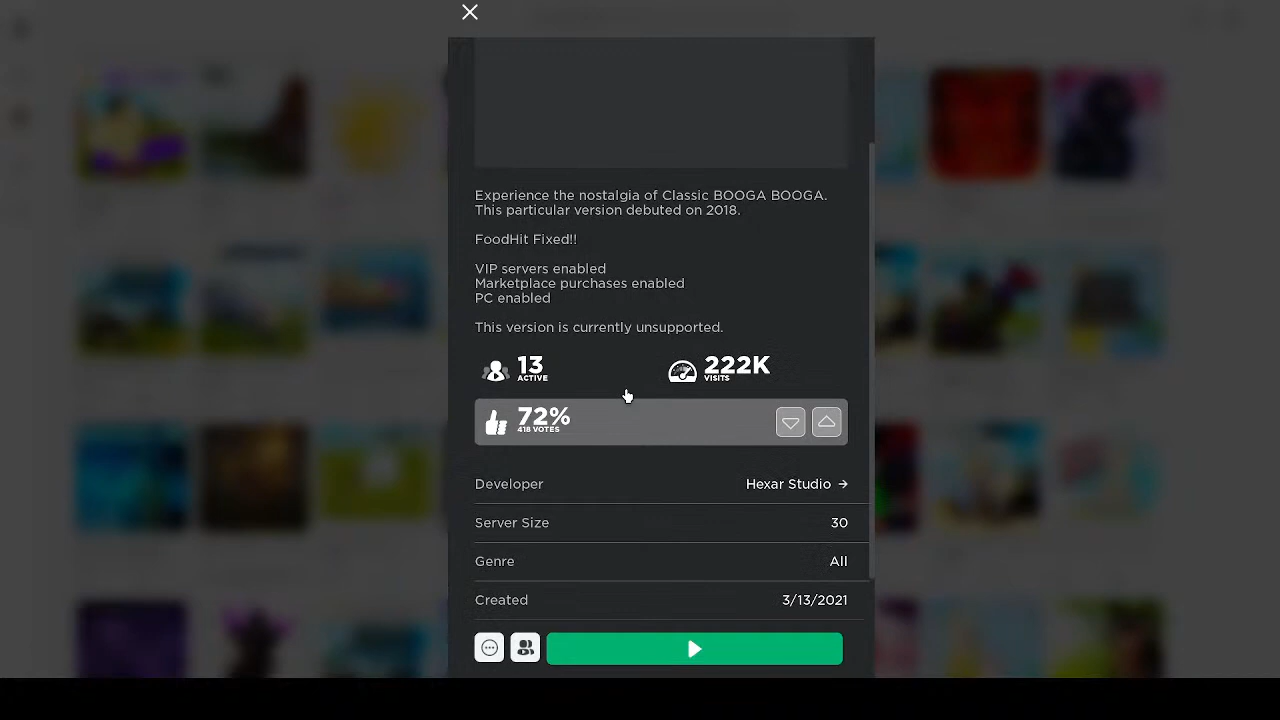 Experience the nostalgia of Classic BOOGA BOOGA.
This particular version debuted on 2018.
FoodHit Fixed!!
VIP servers enabled
Marketplace purchases enabled
PC enabled
This version is currently unsupported.
13 ACTIVE
222K VISITS
72%
418 VOTES
Developer Hexar Studio →
Server Size 30
Genre All
Created 3/13/2021